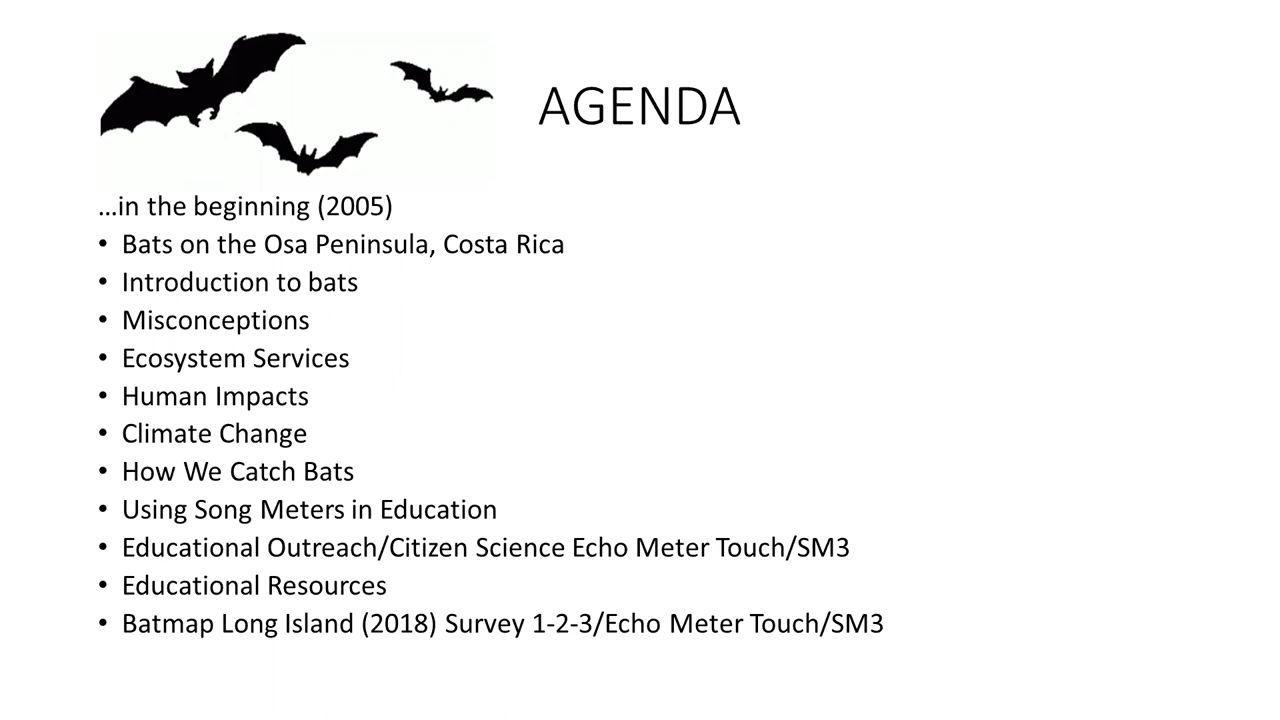 AGENDA
...in the beginning (2005)
• Bats on the Osa Peninsula, Costa Rica
• Introduction to bats
• Misconceptions
• Ecosystem Services
• Human Impacts
• Climate Change
• How We Catch Bats
• Using Song Meters in Education
• Educational Outreach/Citizen Science Echo Meter Touch/SM3
• Educational Resources
• Batmap Long Island (2018) Survey 1-2-3/Echo Meter Touch/SM3